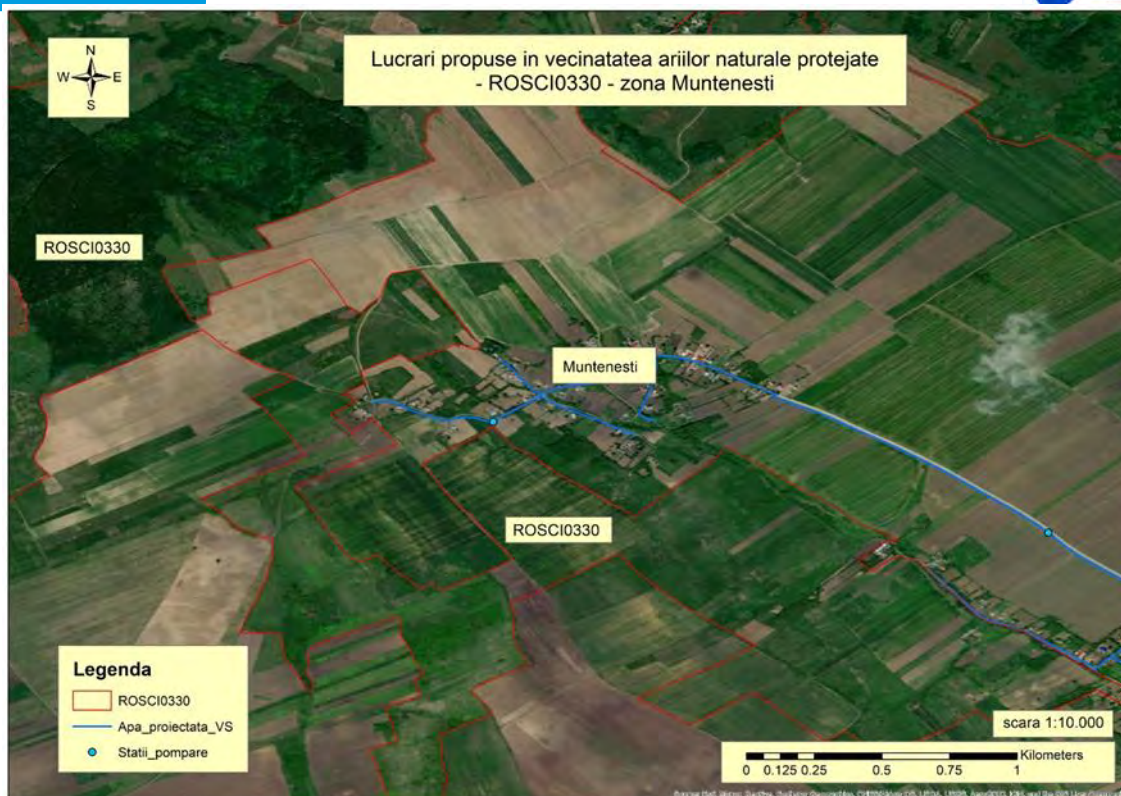 N
W E
S
Lucrari propuse in vecinatatea ariilor naturale protejate
- ROSCI0330 - zona Muntenesti
ROSCI0330
Muntenesti
ROSCI0330
Legenda
ROSCI0330
Apa_proiectata_VS
Statii_pompare
scara 1:10.000
Kilometers
0 0.125 0.25 0.5 0.75 1